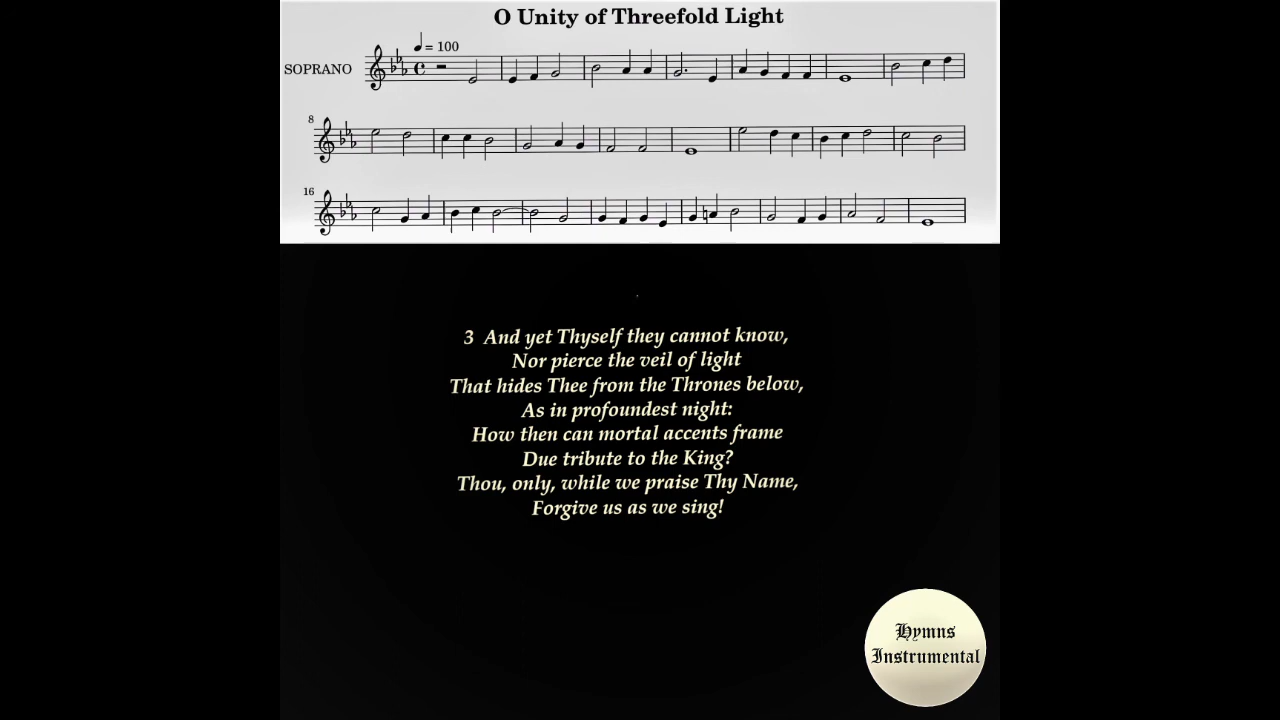 O Unity of Threefold Light
= 100
SOPRANO
8
16
3 And yet Thyself they cannot know,
Nor pierce the veil of light
That hides Thee from the Thrones below,
As in profoundest night:
How then can mortal accents frame
Due tribute to the King?
Thou, only, while we praise Thy Name,
Forgive us as we sing!
Hymns
Instrumental